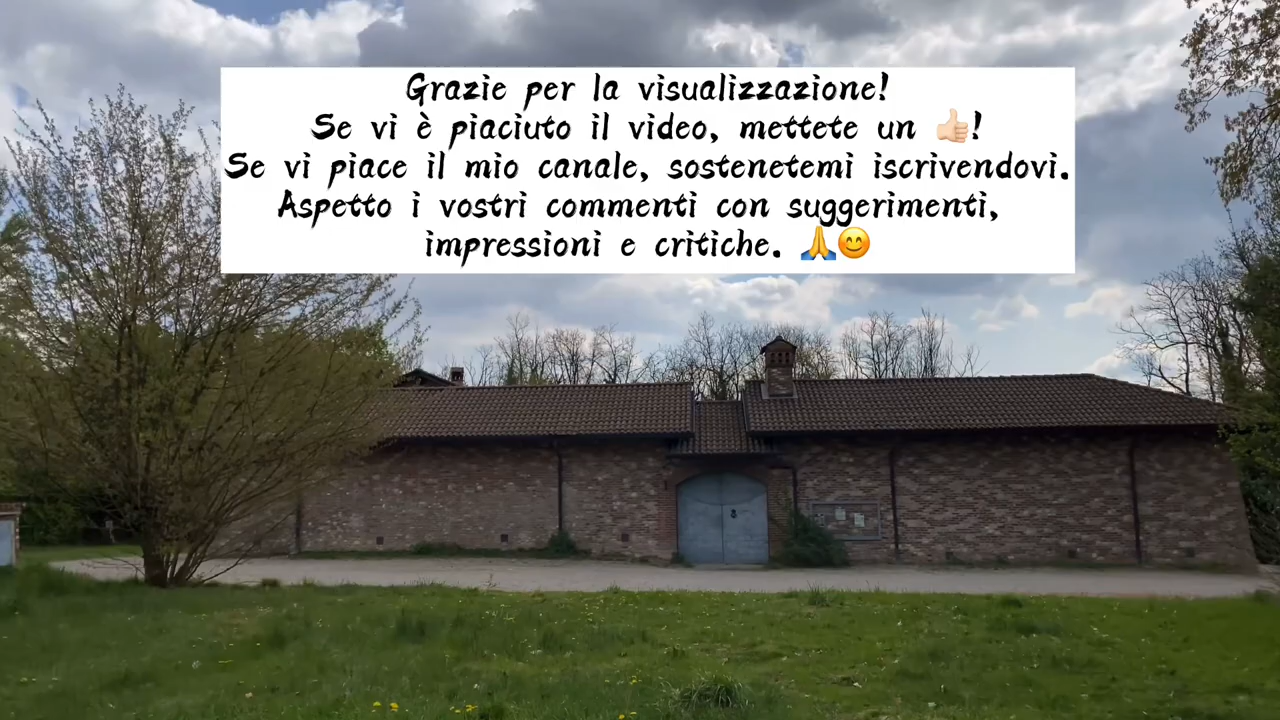 Grazie per la visualizzazione!
Se vi è piaciuto il video, mettete un 👍🏻!
Se vi piace il mio canale, sostenetemi iscrivendovi.
Aspetto i vostri commenti con suggerimenti,
impressioni e critiche. 🙏😊